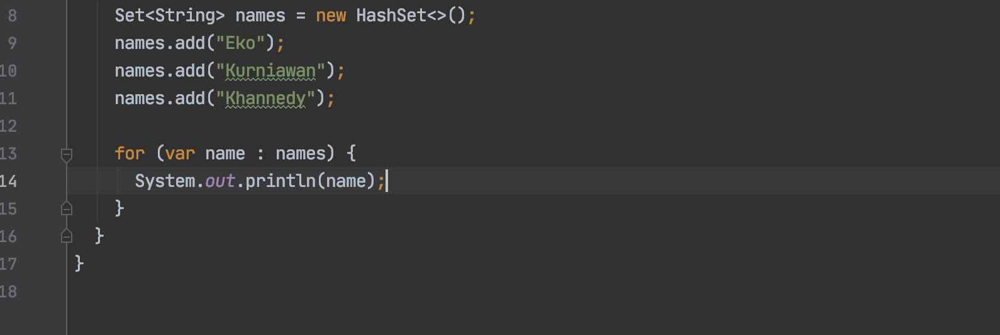 8 Set<String> names = new HashSet<>();
9 names.add("Eko");
10 names.add("Kurniawan");
11 names.add("Khannedy");
12
13 for (var name : names) {
14 System.out.println(name);
15 }
16 }
17 }
18